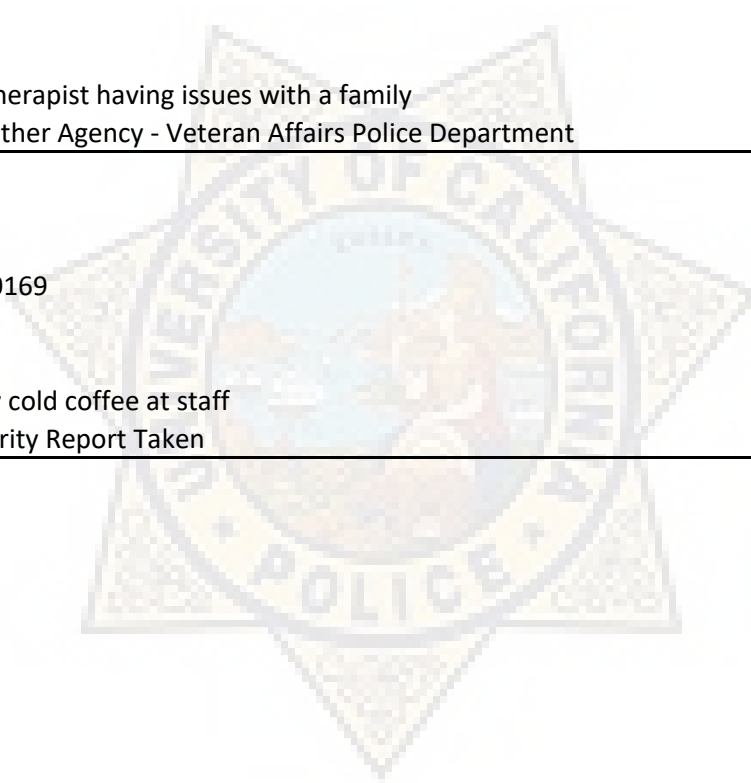 herapist having issues with a family
ther Agency - Veteran Affairs Police Department
0169
cold coffee at staff
rity Report Taken
UNIVERSITY OF CALIFORNIA
POLICE